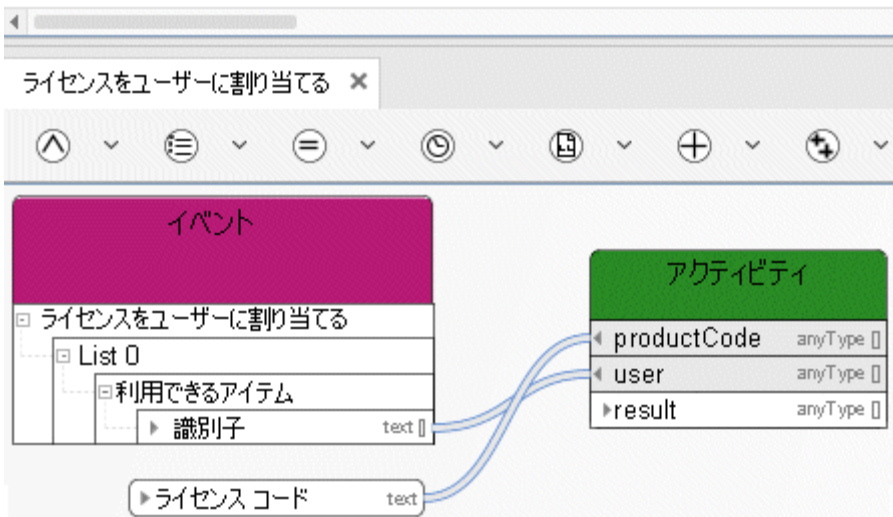 ライセンスをユーザーに割り当てる ×
イベント
ライセンスをユーザーに割り当てる
List 0
利用できるアイテム
識別子 text []
ライセンス コード text
アクティビティ
productCode anyType []
user anyType []
result anyType []